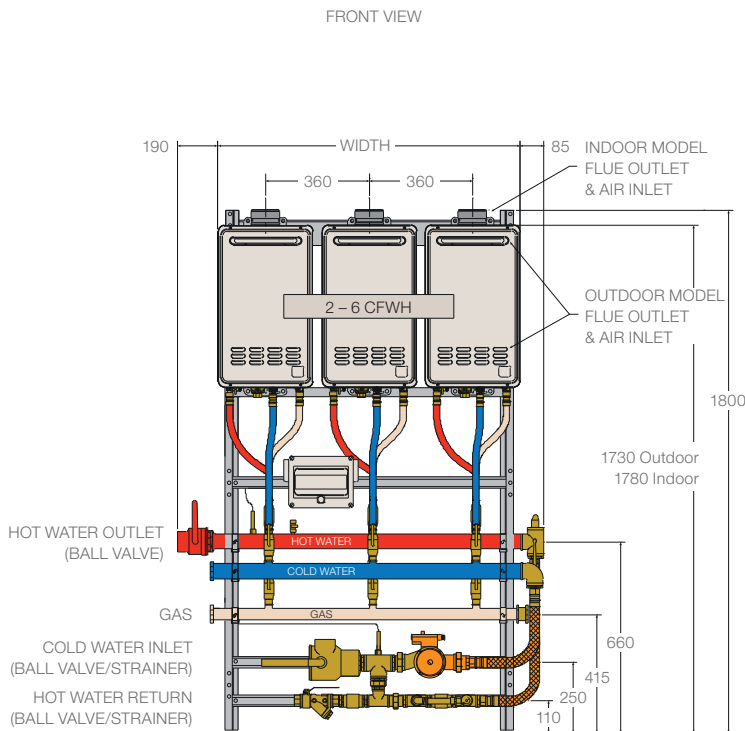 FRONT VIEW
190
WIDTH
85
INDOOR MODEL
FLUE OUTLET
& AIR INLET
360
360
2 – 6 CFWH
OUTDOOR MODEL
FLUE OUTLET
& AIR INLET
1800
1730 Outdoor
1780 Indoor
HOT WATER OUTLET
(BALL VALVE)
HOT WATER
COLD WATER
GAS
GAS
COLD WATER INLET
(BALL VALVE/STRAINER)
HOT WATER RETURN
(BALL VALVE/STRAINER)
660
415
250
110